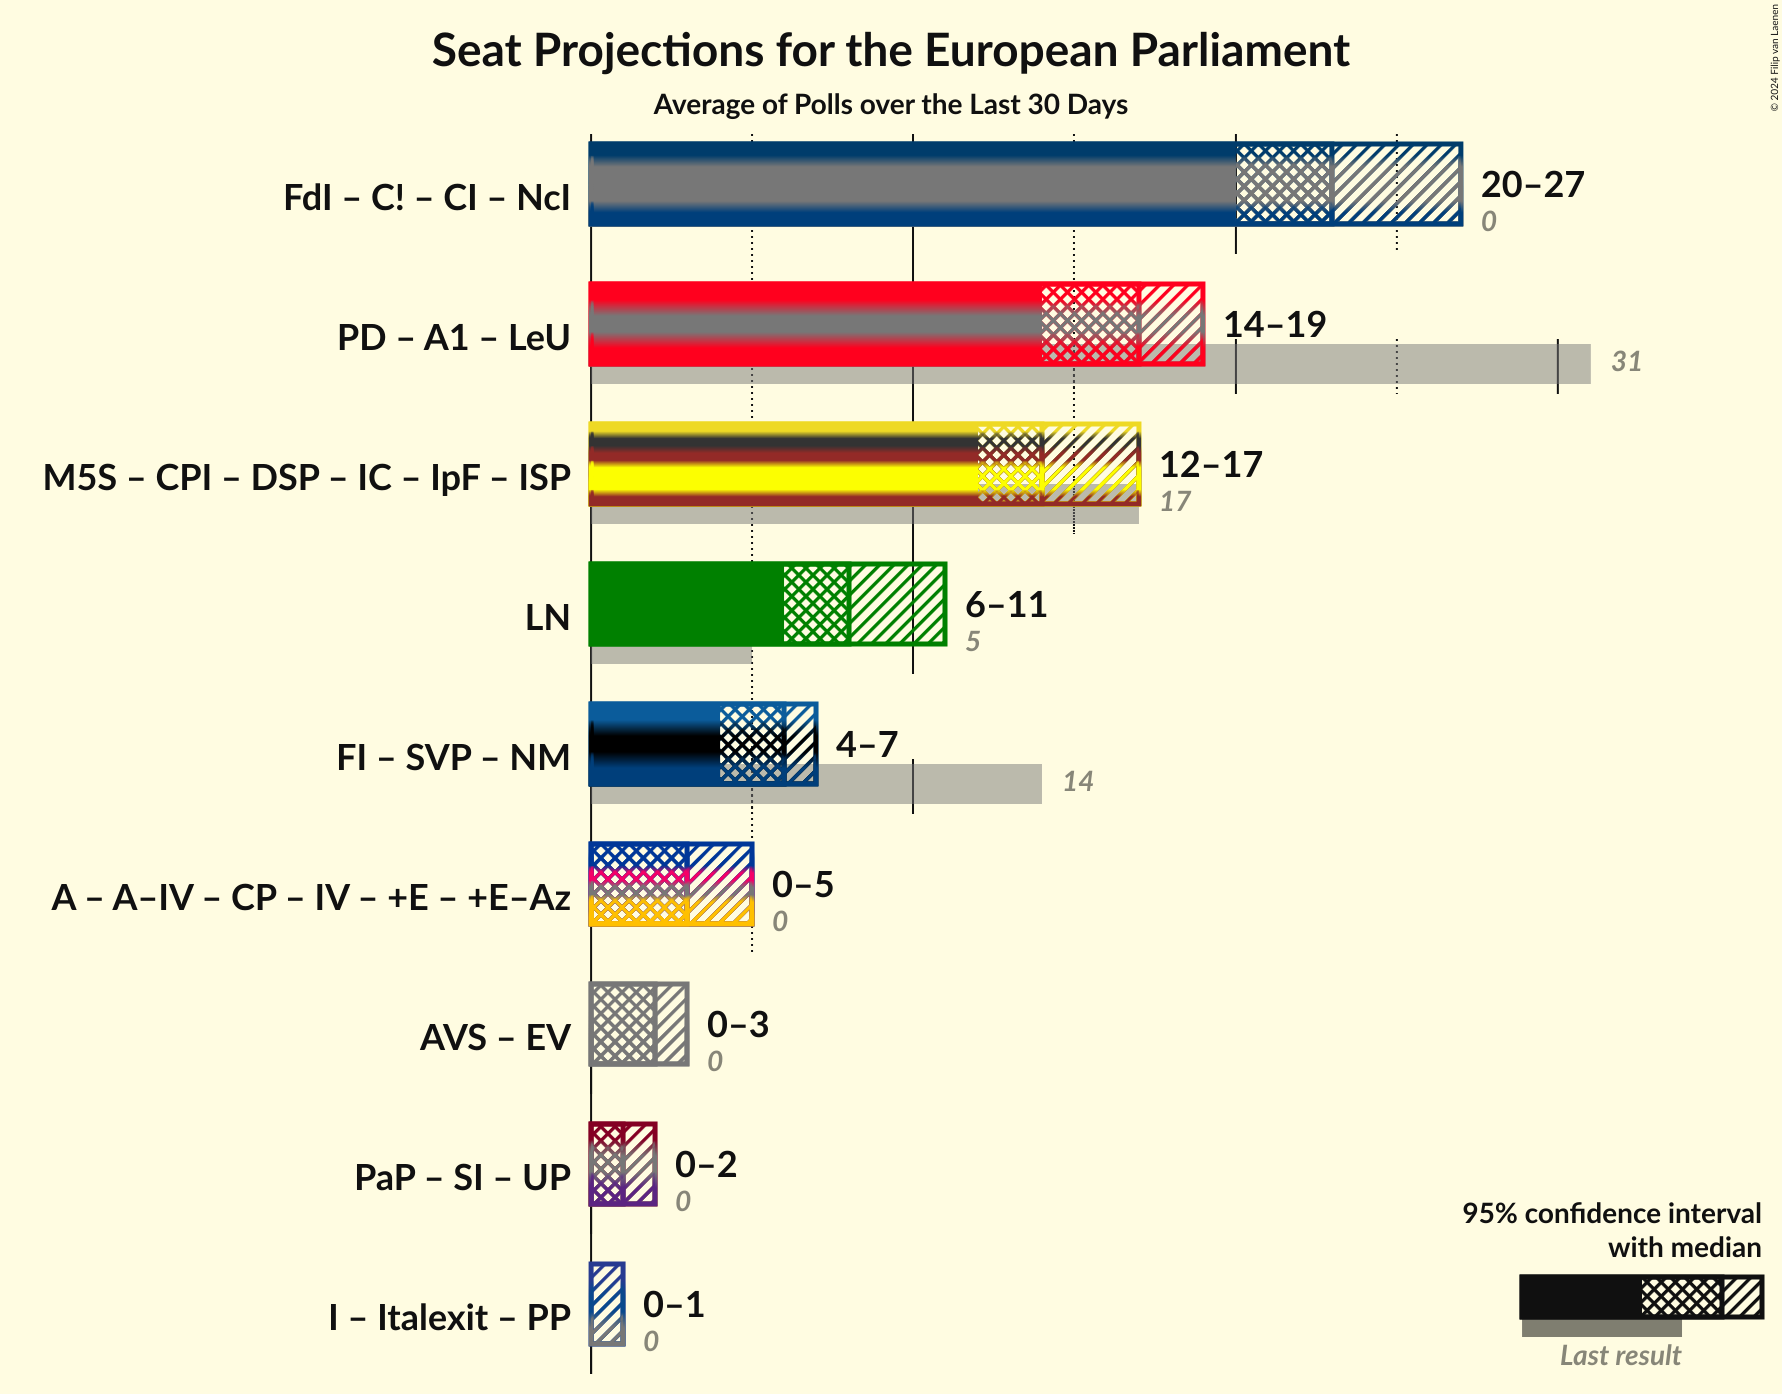 Seat Projections for the European Parliament
Average of Polls over the Last 30 Days
© 2024 Filip van Laenen
FdI – C! – CI – NcI
20–27
0
PD – A1 – LeU
14–19
31
M5S – CPI – DSP – IC – IpF – ISP
12–17
17
LN
6–11
5
FI – SVP – NM
4–7
14
A – A–IV – CP – IV – +E – +E–Az
0–5
0
AVS – EV
0–3
0
PaP – SI – UP
0–2
0
I – Italexit – PP
0–1
0
95% confidence interval
with median
Last result